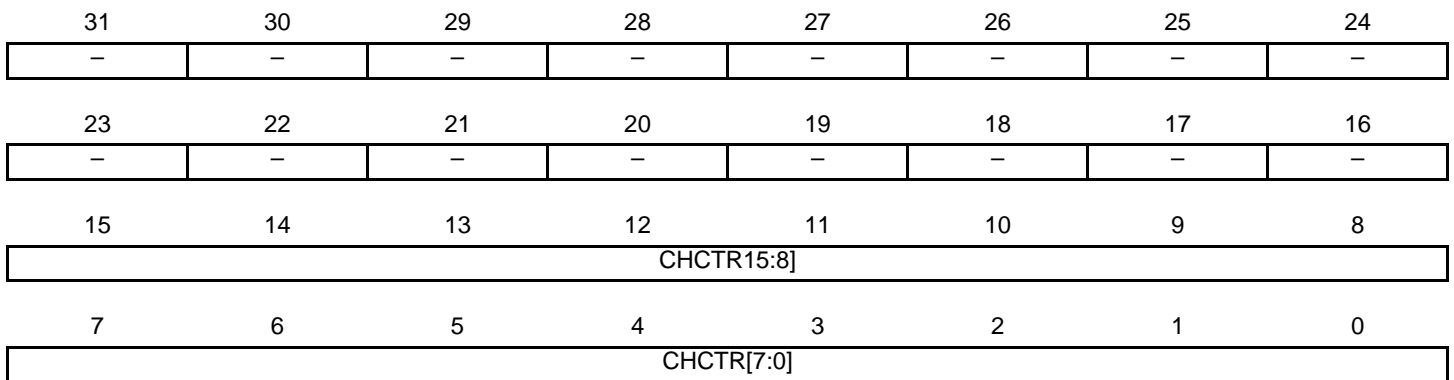 31 30 29 28 27 26 25 24
– – – – – – – –
23 22 21 20 19 18 17 16
– – – – – – – –
15 14 13 12 11 10 9 8
CHCTR15:8]
7 6 5 4 3 2 1 0
CHCTR[7:0]